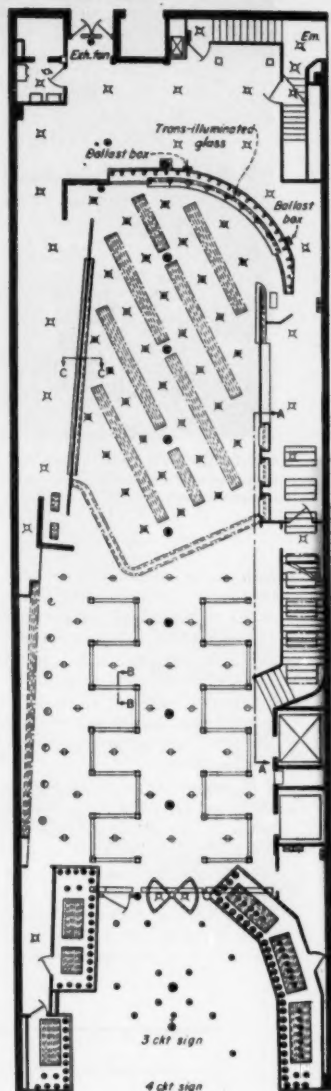 Em.
Exh. fan
Trans-illuminated
glass
Ballast box
Ballast
box
C
C
A
B
B
A
3 ckt sign
4 ckt sign